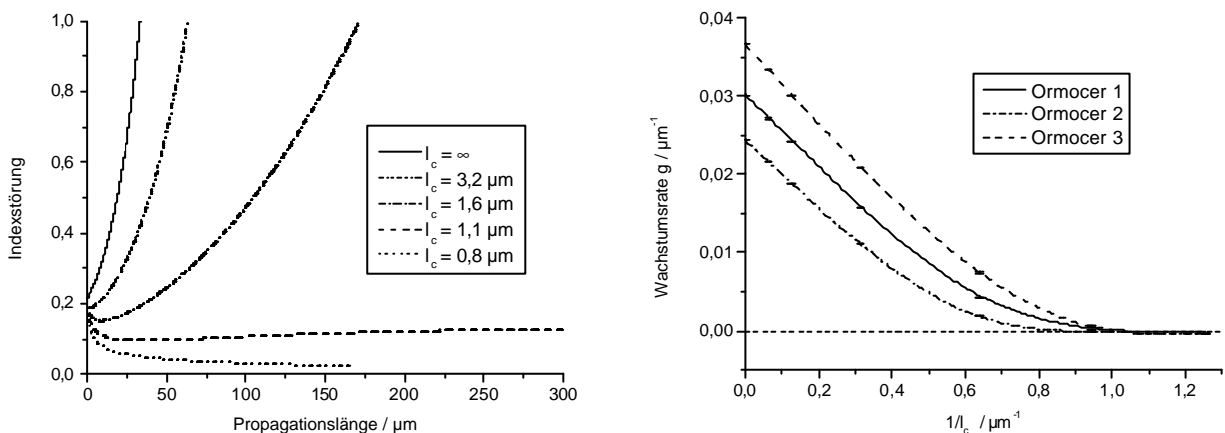 1,0
0,8
0,6
0,4
0,2
0,0
Indexstörung
0
50
100
150
200
250
300
Propagationslänge / µm
l_c = ∞
l_c = 3,2 µm
l_c = 1,6 µm
l_c = 1,1 µm
l_c = 0,8 µm
0,04
0,03
0,02
0,01
0,00
Wachstumsrate g / µm⁻¹
0,0
0,2
0,4
0,6
0,8
1,0
1,2
1/l_c / µm⁻¹
Ormocer 1
Ormocer 2
Ormocer 3